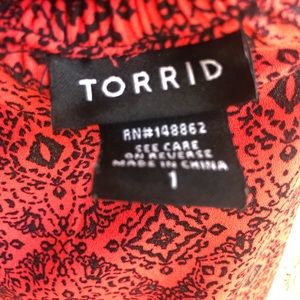 TORRID
RN#148862
SEE CARE
ON REVERSE
MADE IN CHINA
1